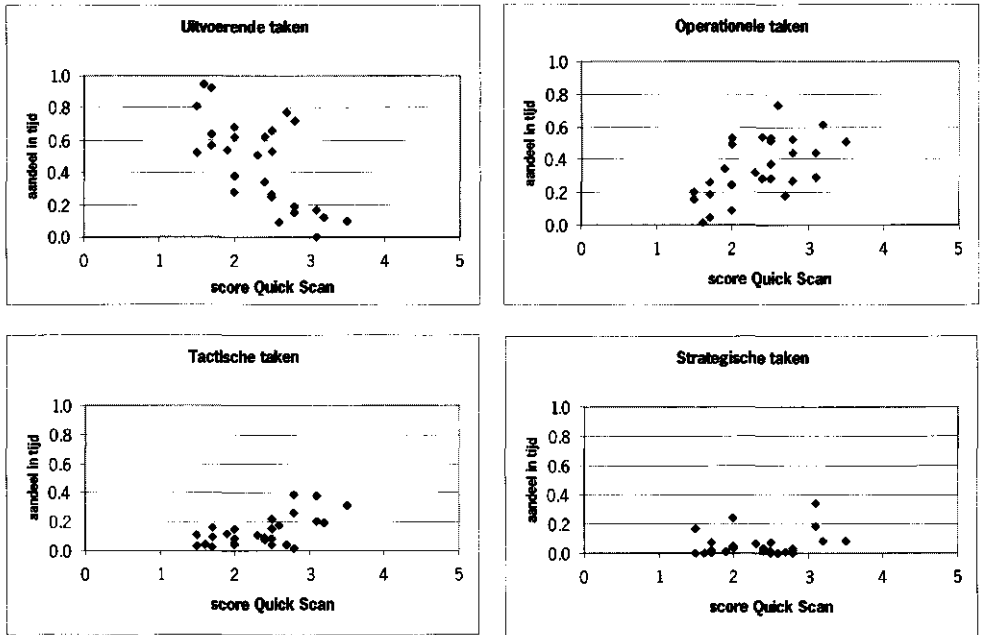 Uitvoerende taken
aandeel in tijd
1.0
0.8
0.6
0.4
0.2
0.0
0 1 2 3 4 5
score Quick Scan
Operationele taken
aandeel in tijd
1.0
0.8
0.6
0.4
0.2
0.0
0 1 2 3 4 5
score Quick Scan
Tactische taken
aandeel in tijd
1.0
0.8
0.6
0.4
0.2
0.0
0 1 2 3 4 5
score Quick Scan
Strategische taken
aandeel in tijd
1.0
0.8
0.6
0.4
0.2
0.0
0 1 2 3 4 5
score Quick Scan